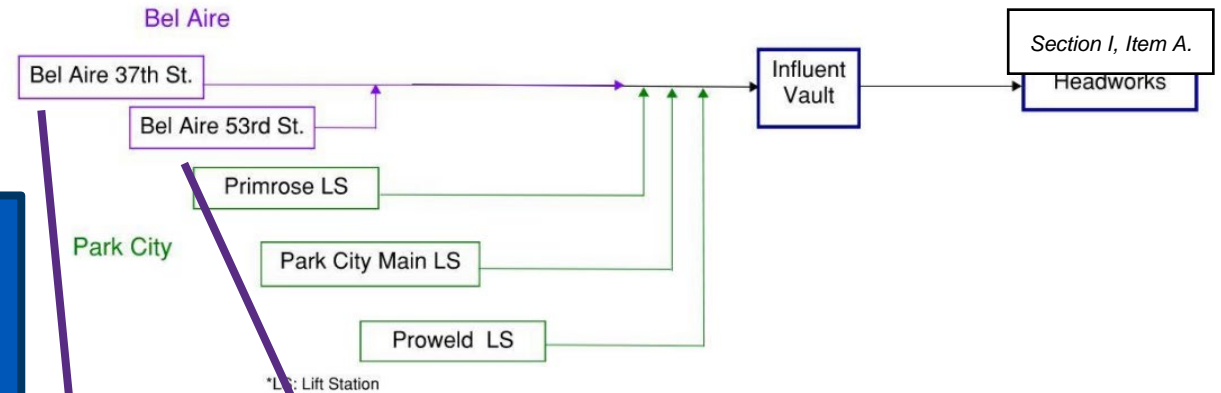 Bel Aire
Section I, Item A.
Bel Aire 37th St.
Influent
Vault
Headworks
Bel Aire 53rd St.
Primrose LS
Park City
Park City Main LS
Proweld LS
*LS: Lift Station